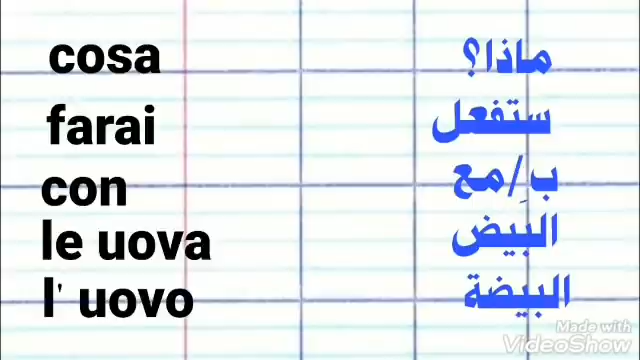 cosa ماذا؟
farai ستفعل
con بِ/مع
le uova البيض
l' uovo البيضة
Made with
VideoShow